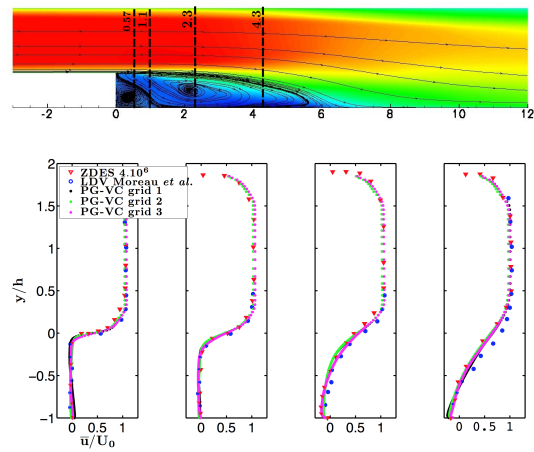 0.57 1.1 2.3 4.3
-2 0 2 4 6 8 10 12
2
1.5
1
0.5
0
-0.5
-1
y/h
ZDES 4.10⁶
LDV Moreau et al.
PG-VC grid 1
PG-VC grid 2
PG-VC grid 3
0 0.5 1 0 0.5 1 0 0.5 1 0 0.5 1
u̅/U₀